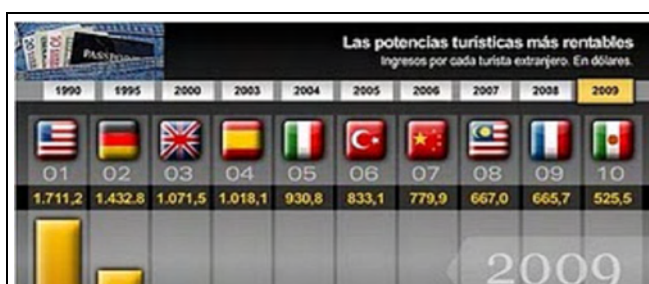 PASSPORT
Las potencias turísticas más rentables
Ingresos por cada turista extranjero. En dólares.
1990 1995 2000 2003 2004 2005 2006 2007 2008 2009
01 02 03 04 05 06 07 08 09 10
1.711,2 1.432.8 1.071,5 1.018,1 930,8 833,1 779,9 667,0 665,7 525,5
2009